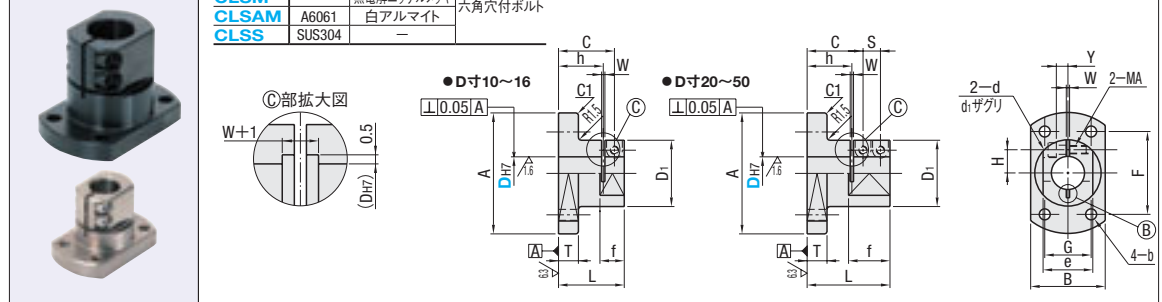 六角穴付ボルト
CLSAM A6061 白アルマイト
CLSS SUS304 −
Ⓒ部拡大図
W+1
0.5
(DH7)
●D寸10~16
⊥ 0.05 A
C
h
W
C1
R1.5
Ⓒ
A
DH7
1.6
D1
A
T
f
6.3
L
●D寸20~50
⊥ 0.05 A
C
S
h
W
C1
R1.5
Ⓒ
A
DH7
1.6
D1
A
T
f
6.3
L
Y
W
2−d
d1ザグリ
2−MA
H
F
Ⓑ
G
e
B
4−b